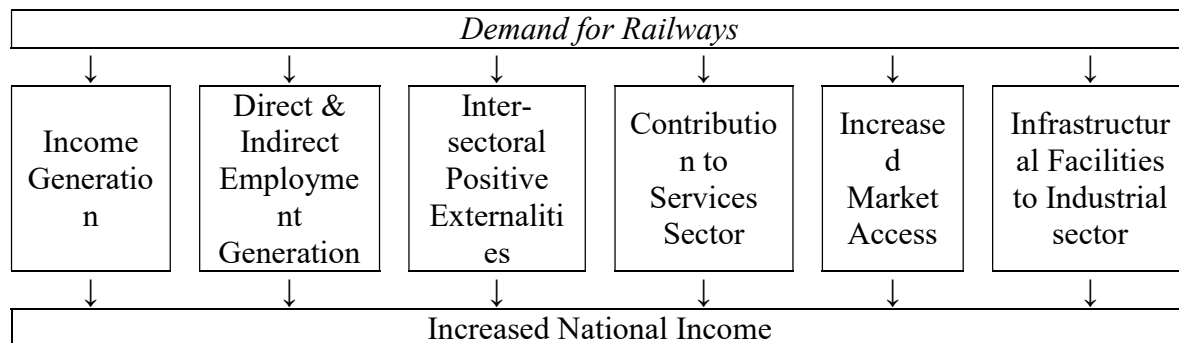 Demand for Railways
↓ ↓ ↓ ↓ ↓ ↓
Income
Generatio
n
Direct &
Indirect
Employme
nt
Generation
Inter-
sectoral
Positive
Externaliti
es
Contributio
n to
Services
Sector
Increase
d
Market
Access
Infrastructur
al Facilities
to Industrial
sector
↓ ↓ ↓ ↓ ↓ ↓
Increased National Income